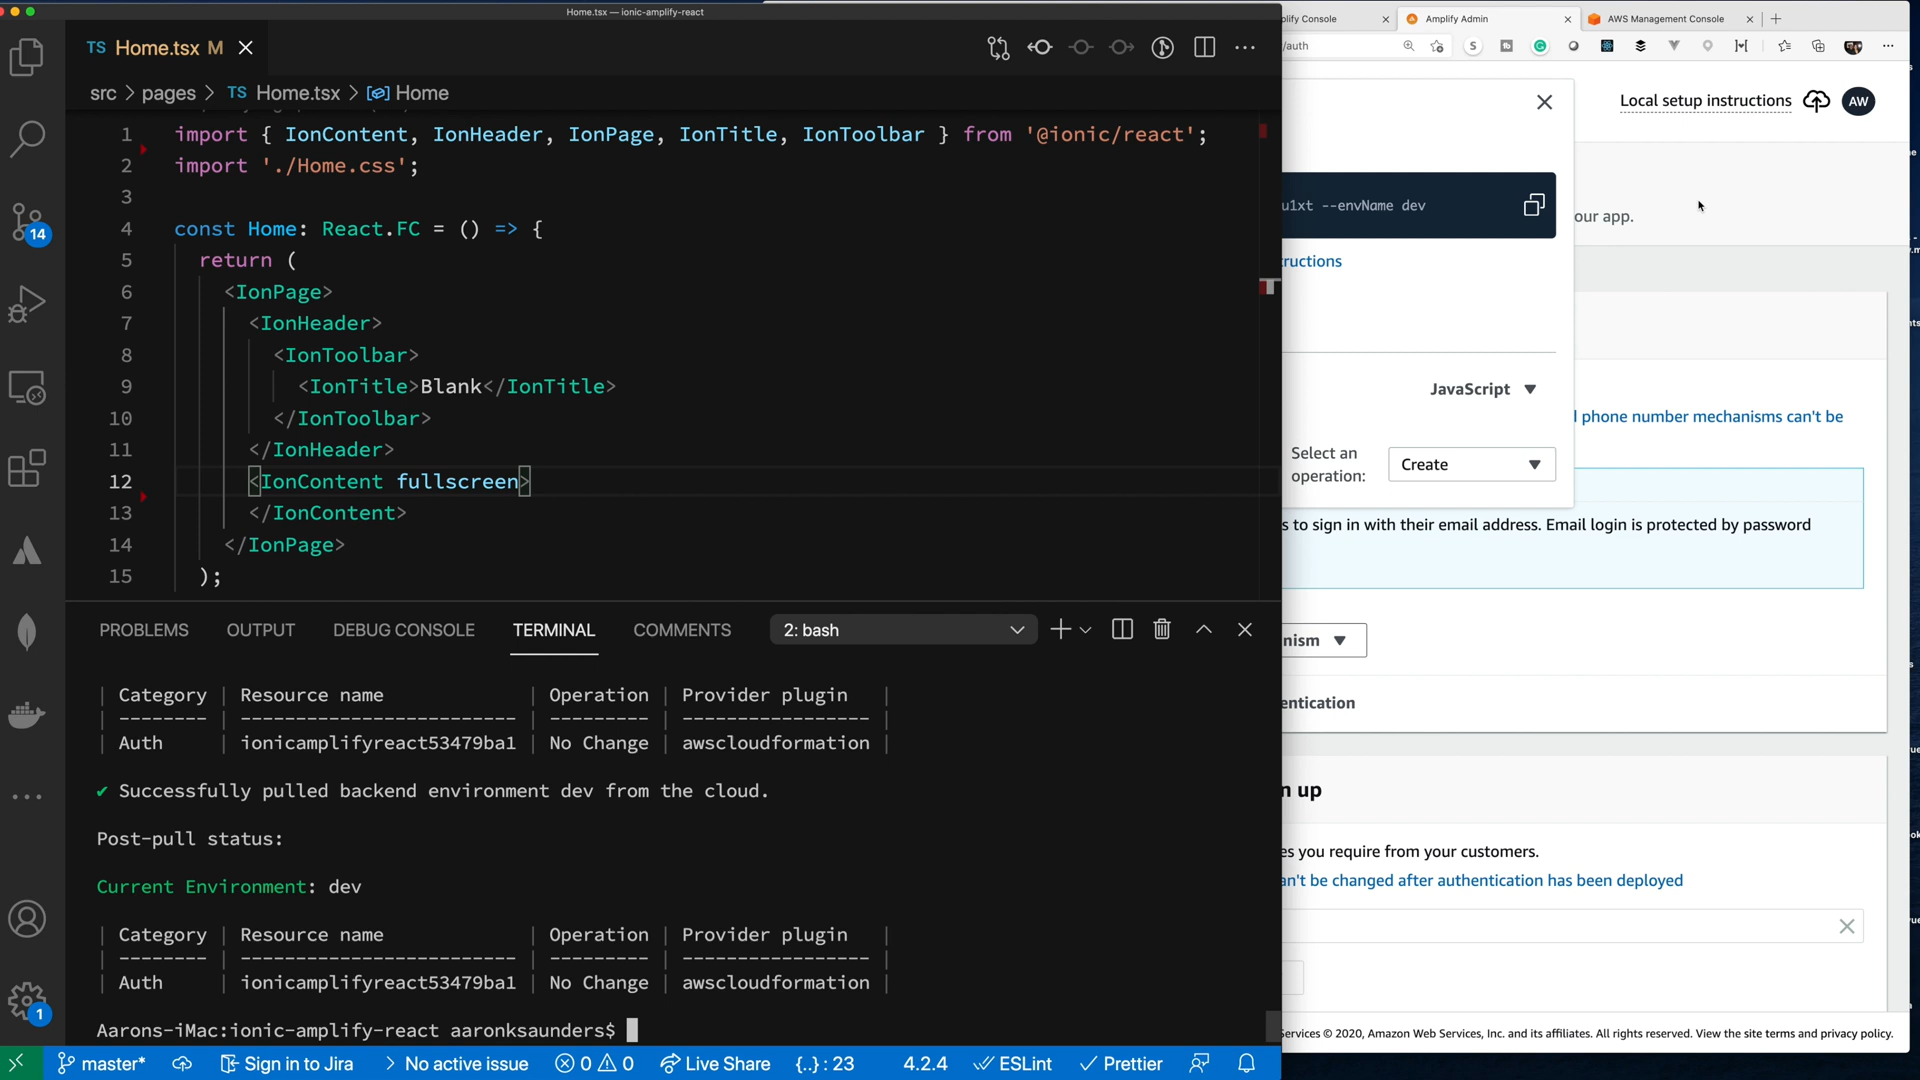 Home.tsx — ionic-amplify-react
TS Home.tsx M
src > pages > TS Home.tsx > Home
1 import { IonContent, IonHeader, IonPage, IonTitle, IonToolbar } from '@ionic/react';
2 import './Home.css';
3
4 const Home: React.FC = () => {
5 return (
6 <IonPage>
7 <IonHeader>
8 <IonToolbar>
9 <IonTitle>Blank</IonTitle>
10 </IonToolbar>
11 </IonHeader>
12 <IonContent fullscreen>
13 </IonContent>
14 </IonPage>
15 );
14
1
PROBLEMS OUTPUT DEBUG CONSOLE TERMINAL COMMENTS 2: bash
| Category | Resource name | Operation | Provider plugin |
| -------- | ------------------------- | --------- | ----------------- |
| Auth | ionicamplifyreact53479ba1 | No Change | awscloudformation |
✔ Successfully pulled backend environment dev from the cloud.
Post-pull status:
Current Environment: dev
| Category | Resource name | Operation | Provider plugin |
| -------- | ------------------------- | --------- | ----------------- |
| Auth | ionicamplifyreact53479ba1 | No Change | awscloudformation |
Aarons-iMac:ionic-amplify-react aaronksaunders$
master* Sign in to Jira > No active issue 0 0 Live Share {..} : 23 4.2.4 ESLint Prettier
plify Console Amplify Admin AWS Management Console
/auth
Local setup instructions AW
u1xt --envName dev
our app.
ructions
JavaScript
phone number mechanisms can't be
Select an
operation:
Create
s to sign in with their email address. Email login is protected by password
nism
entication
n up
es you require from your customers.
an't be changed after authentication has been deployed
Services © 2020, Amazon Web Services, Inc. and its affiliates. All rights reserved. View the site terms and privacy policy.